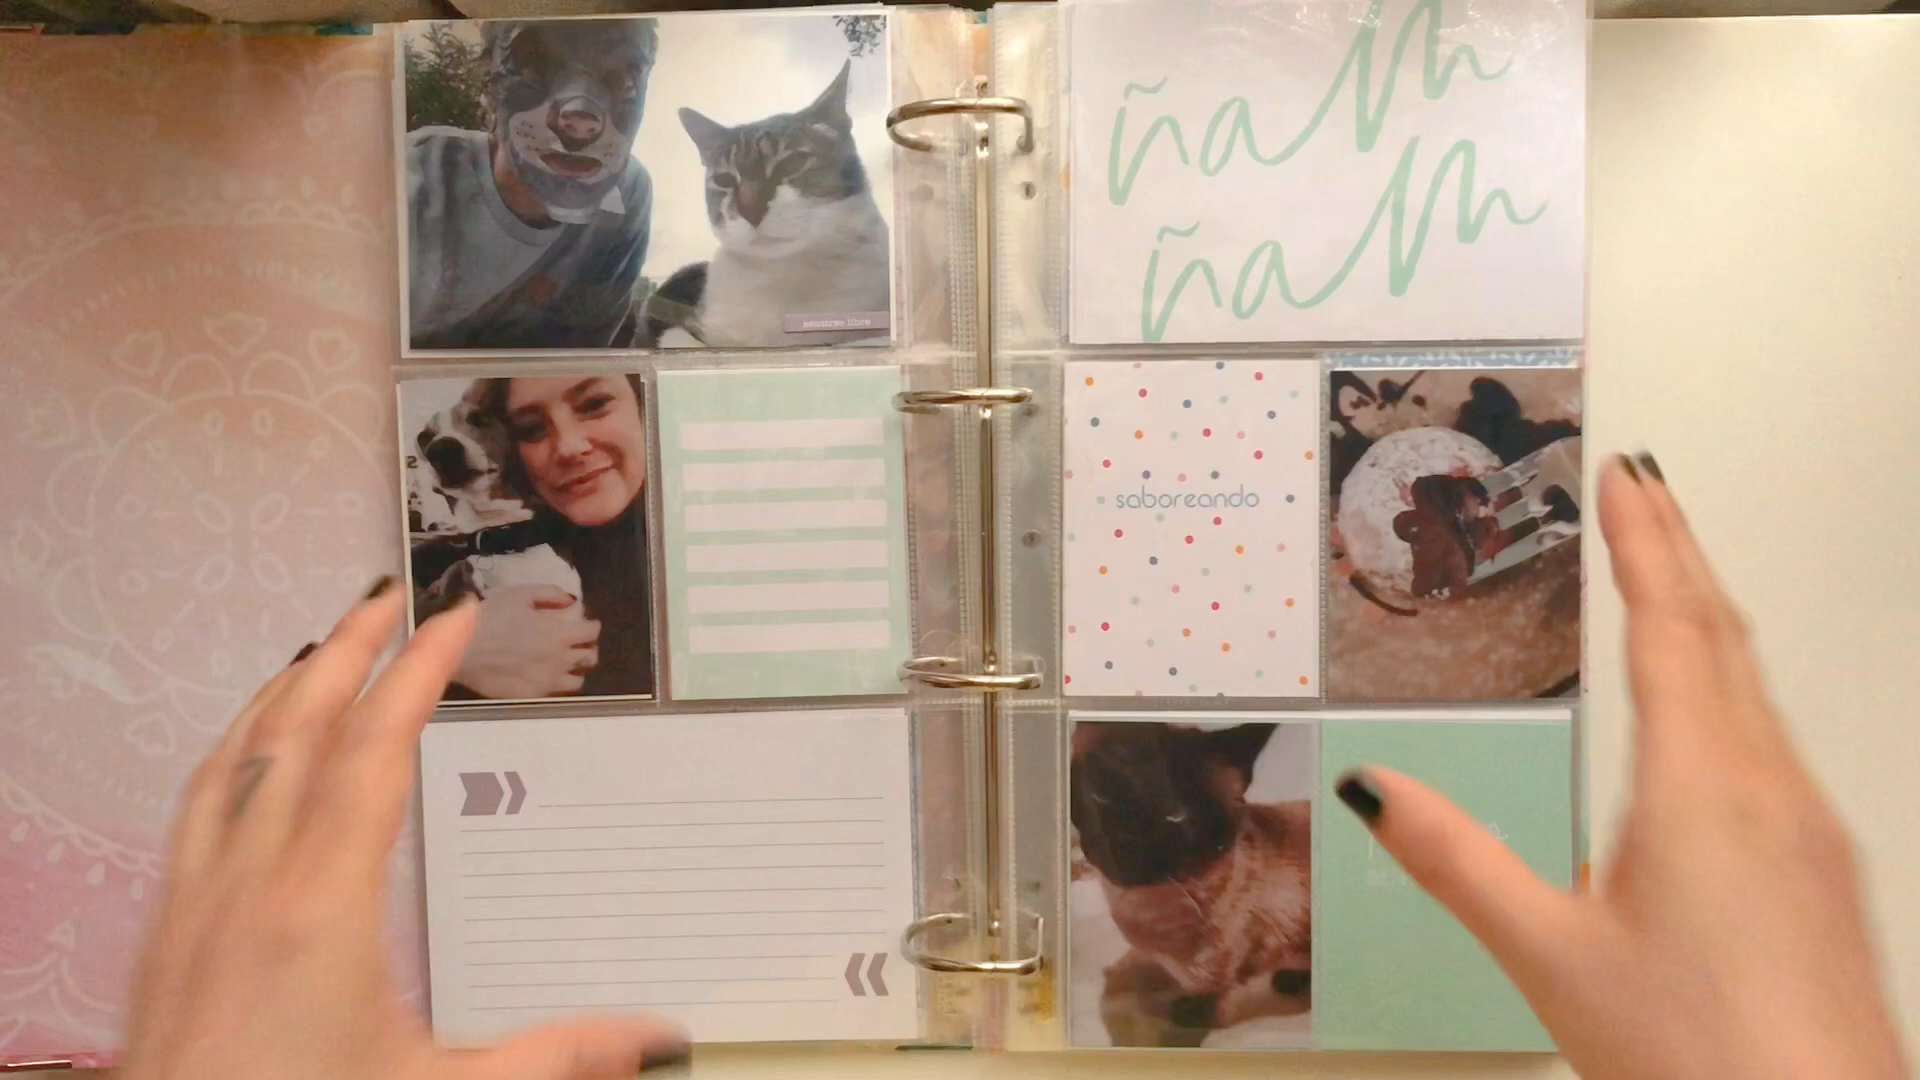 sentirse libre
ñam
ñam
saboreando